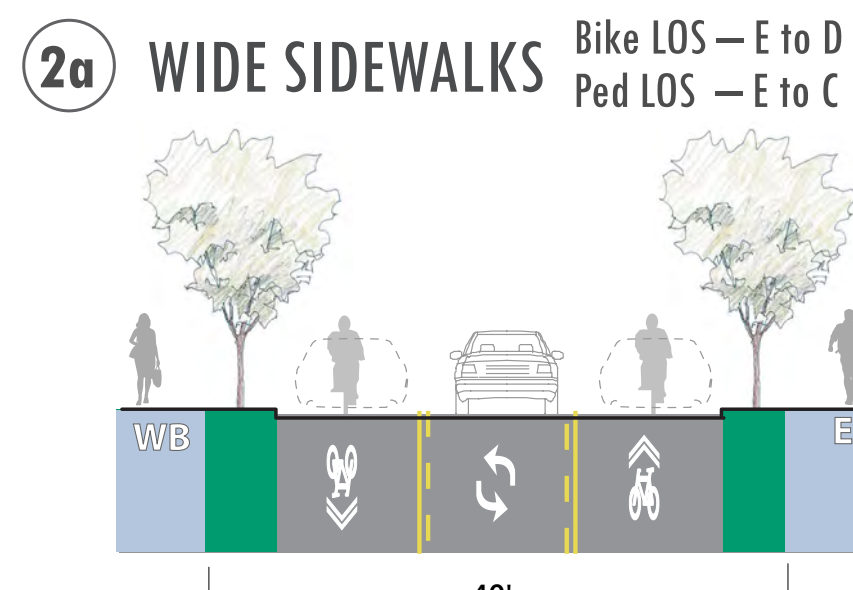 2a WIDE SIDEWALKS
Bike LOS – E to D
Ped LOS – E to C
WB